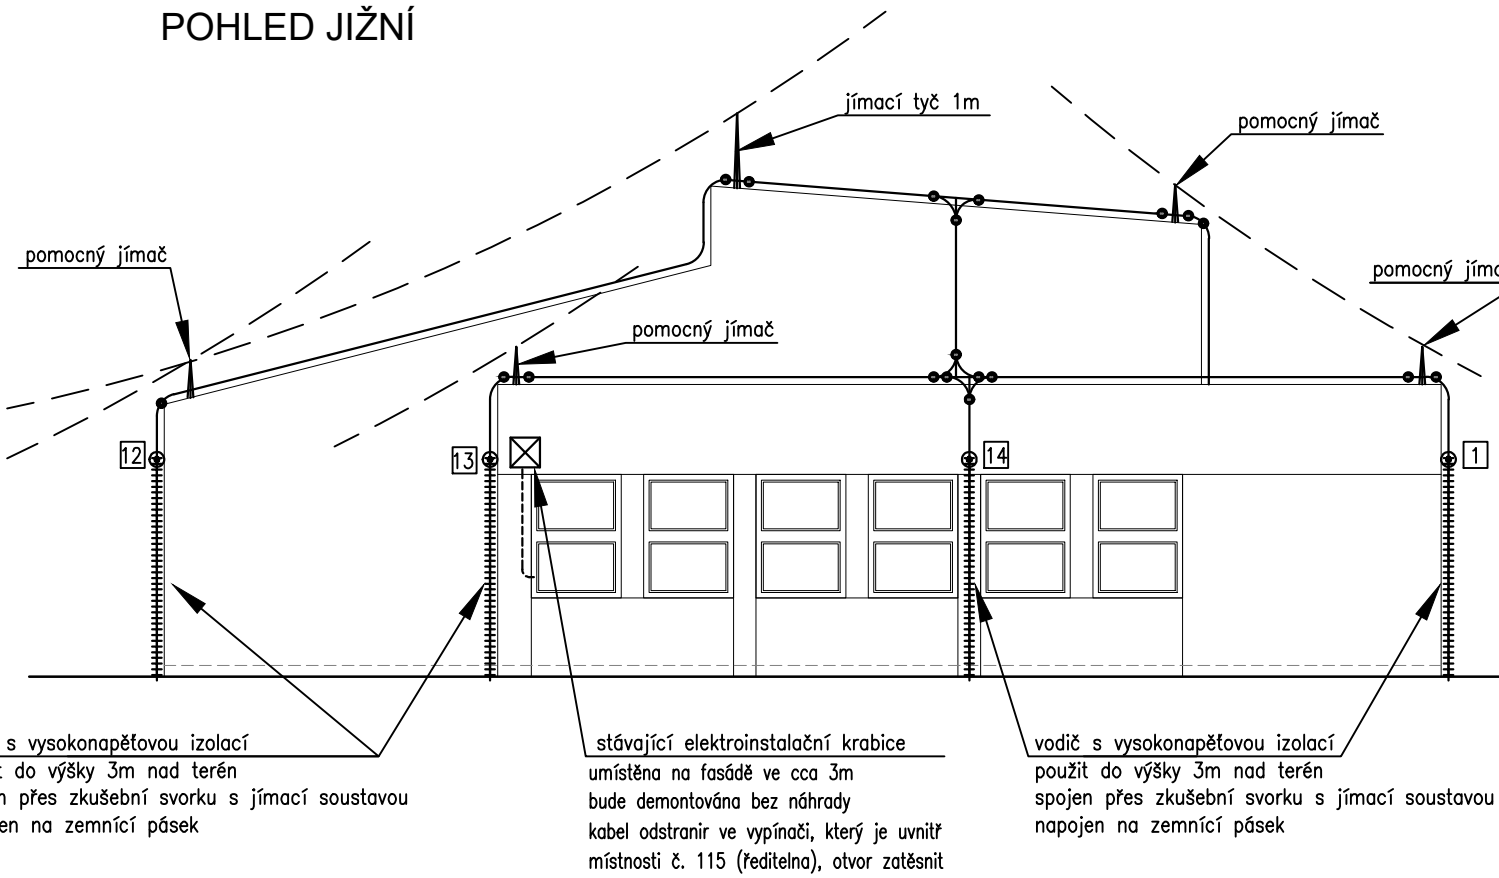 POHLED JIŽNÍ
jímací tyč 1m
pomocný jímač
pomocný jímač
pomocný
pomocný jímač
12
13
14
1
s vysokonapěťovou izolací
do výšky 3m nad terén
přes zkušební svorku s jímací soustavou
na zemnící pásek
stávající elektroinstalační krabice
umístěna na fasádě ve cca 3m
bude demontována bez náhrady
kabel odstranir ve vypínači, který je uvnitř
místnosti č. 115 (ředitelna), otvor zatěsnit
vodič s vysokonapěťovou izolací
použit do výšky 3m nad terén
spojen přes zkušební svorku s jímací soustavou
napojen na zemnící pásek